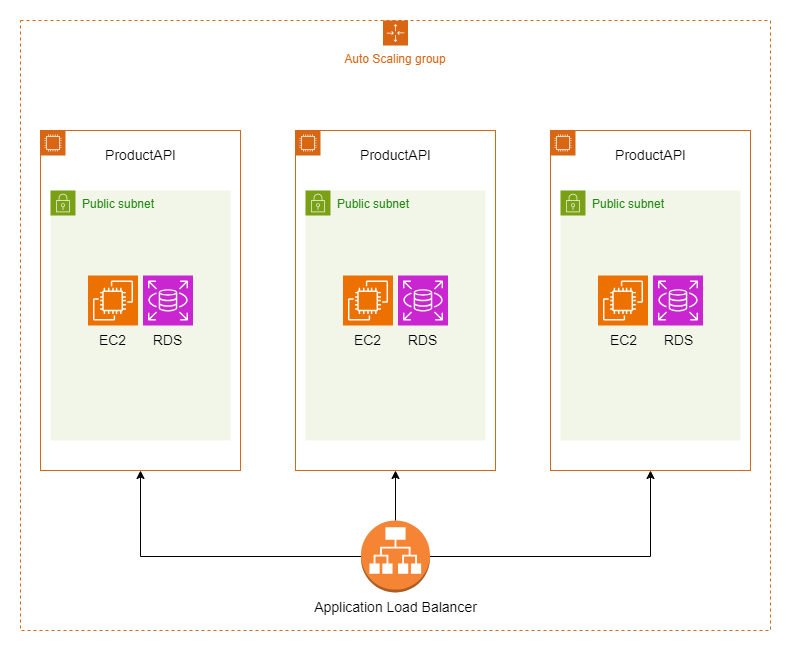 Auto Scaling group
ProductAPI
ProductAPI
ProductAPI
Public subnet
Public subnet
Public subnet
EC2
RDS
EC2
RDS
EC2
RDS
Application Load Balancer